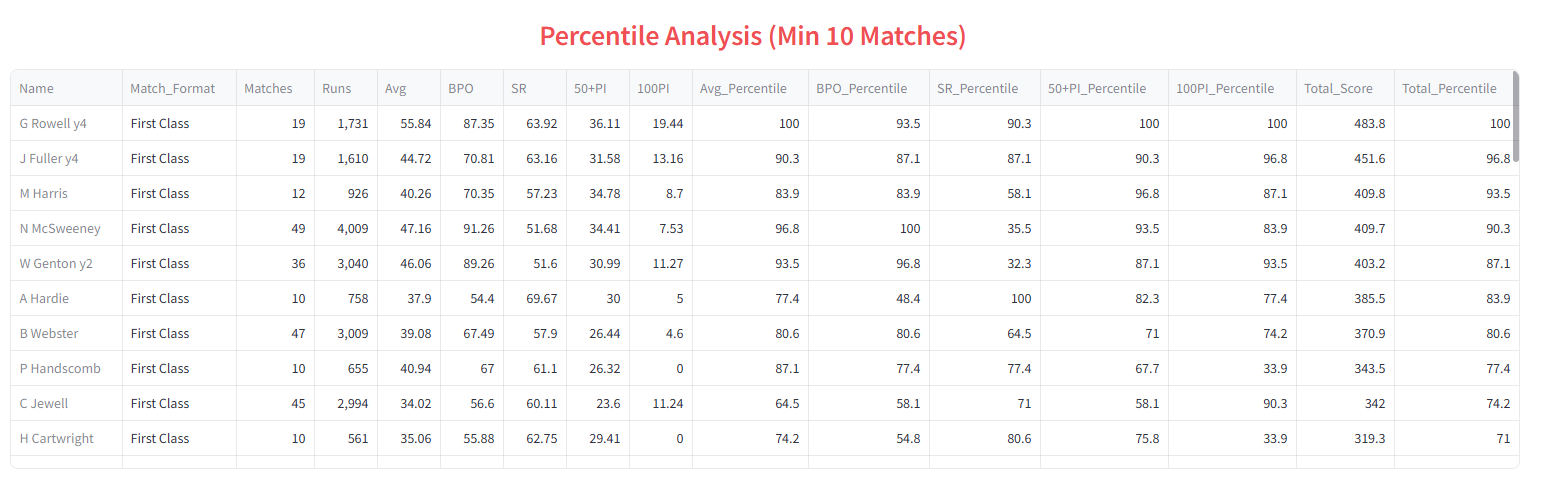 Percentile Analysis (Min 10 Matches)
Name Match_Format Matches Runs Avg BPO SR 50+PI 100PI Avg_Percentile BPO_Percentile SR_Percentile 50+PI_Percentile 100PI_Percentile Total_Score Total_Percentile
G Rowell y4 First Class 19 1,731 55.84 87.35 63.92 36.11 19.44 100 93.5 90.3 100 100 483.8 100
J Fuller y4 First Class 19 1,610 44.72 70.81 63.16 31.58 13.16 90.3 87.1 87.1 90.3 96.8 451.6 96.8
M Harris First Class 12 926 40.26 70.35 57.23 34.78 8.7 83.9 83.9 58.1 96.8 87.1 409.8 93.5
N McSweeney First Class 49 4,009 47.16 91.26 51.68 34.41 7.53 96.8 100 35.5 93.5 83.9 409.7 90.3
W Genton y2 First Class 36 3,040 46.06 89.26 51.6 30.99 11.27 93.5 96.8 32.3 87.1 93.5 403.2 87.1
A Hardie First Class 10 758 37.9 54.4 69.67 30 5 77.4 48.4 100 82.3 77.4 385.5 83.9
B Webster First Class 47 3,009 39.08 67.49 57.9 26.44 4.6 80.6 80.6 64.5 71 74.2 370.9 80.6
P Handscomb First Class 10 655 40.94 67 61.1 26.32 0 87.1 77.4 77.4 67.7 33.9 343.5 77.4
C Jewell First Class 45 2,994 34.02 56.6 60.11 23.6 11.24 64.5 58.1 71 58.1 90.3 342 74.2
H Cartwright First Class 10 561 35.06 55.88 62.75 29.41 0 74.2 54.8 80.6 75.8 33.9 319.3 71